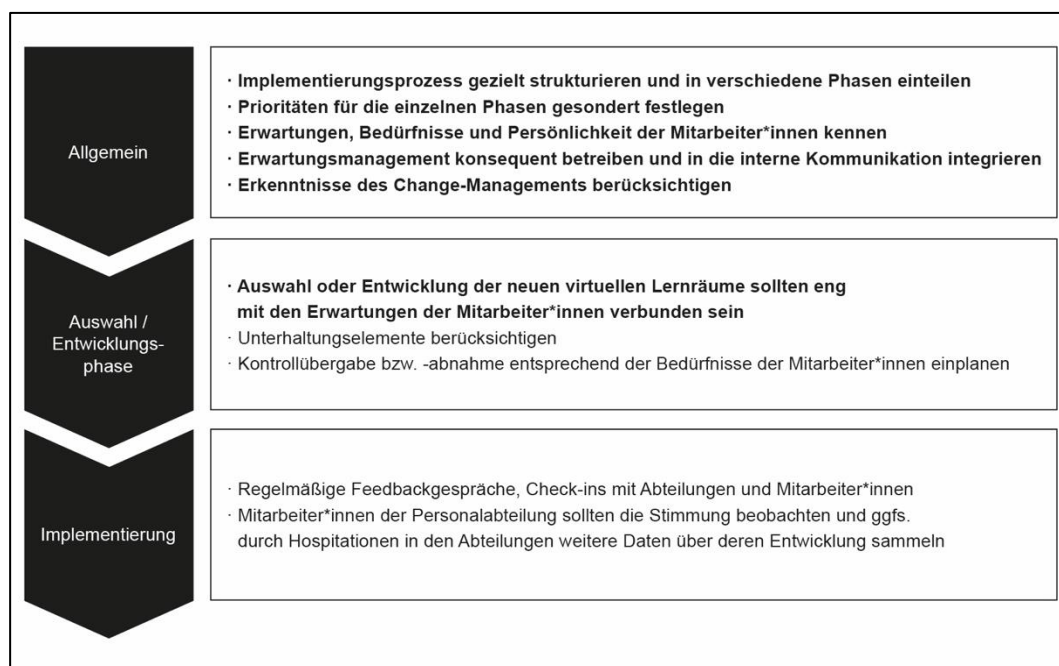 Allgemein
· Implementierungsprozess gezielt strukturieren und in verschiedene Phasen einteilen
· Prioritäten für die einzelnen Phasen gesondert festlegen
· Erwartungen, Bedürfnisse und Persönlichkeit der Mitarbeiter*innen kennen
· Erwartungsmanagement konsequent betreiben und in die interne Kommunikation integrieren
· Erkenntnisse des Change-Managements berücksichtigen
Auswahl /
Entwicklungs-
phase
· Auswahl oder Entwicklung der neuen virtuellen Lernräume sollten eng
mit den Erwartungen der Mitarbeiter*innen verbunden sein
· Unterhaltungselemente berücksichtigen
· Kontrollübergabe bzw. -abnahme entsprechend der Bedürfnisse der Mitarbeiter*innen einplanen
Implementierung
· Regelmäßige Feedbackgespräche, Check-ins mit Abteilungen und Mitarbeiter*innen
· Mitarbeiter*innen der Personalabteilung sollten die Stimmung beobachten und ggfs.
durch Hospitationen in den Abteilungen weitere Daten über deren Entwicklung sammeln